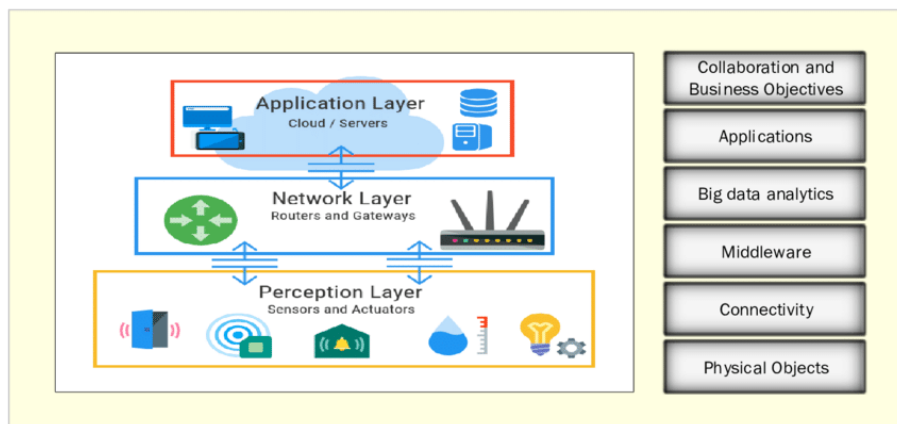 Application Layer
Cloud / Servers
Network Layer
Routers and Gateways
Perception Layer
Sensors and Actuators
Collaboration and
Business Objectives
Applications
Big data analytics
Middleware
Connectivity
Physical Objects